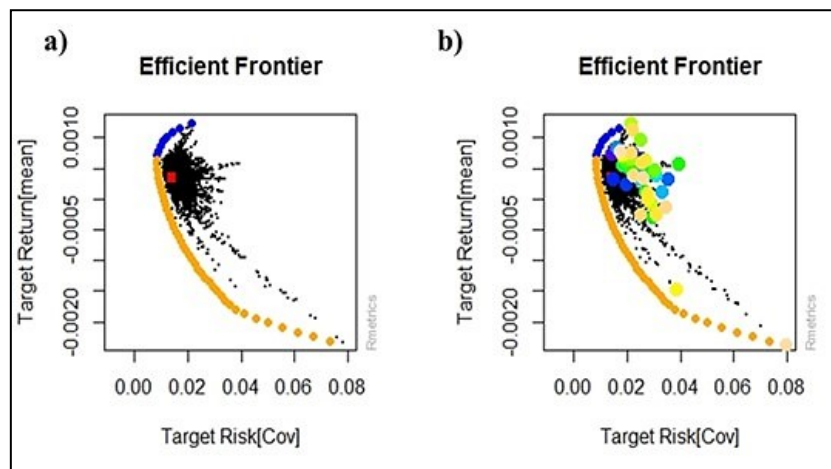 a)
Efficient Frontier
Target Return[mean]
0.0010
-0.0005
-0.0020
0.00 0.02 0.04 0.06 0.08
Target Risk[Cov]
Rmetrics
b)
Efficient Frontier
Target Return[mean]
0.0010
-0.0005
-0.0020
0.00 0.02 0.04 0.06 0.08
Target Risk[Cov]
Rmetrics